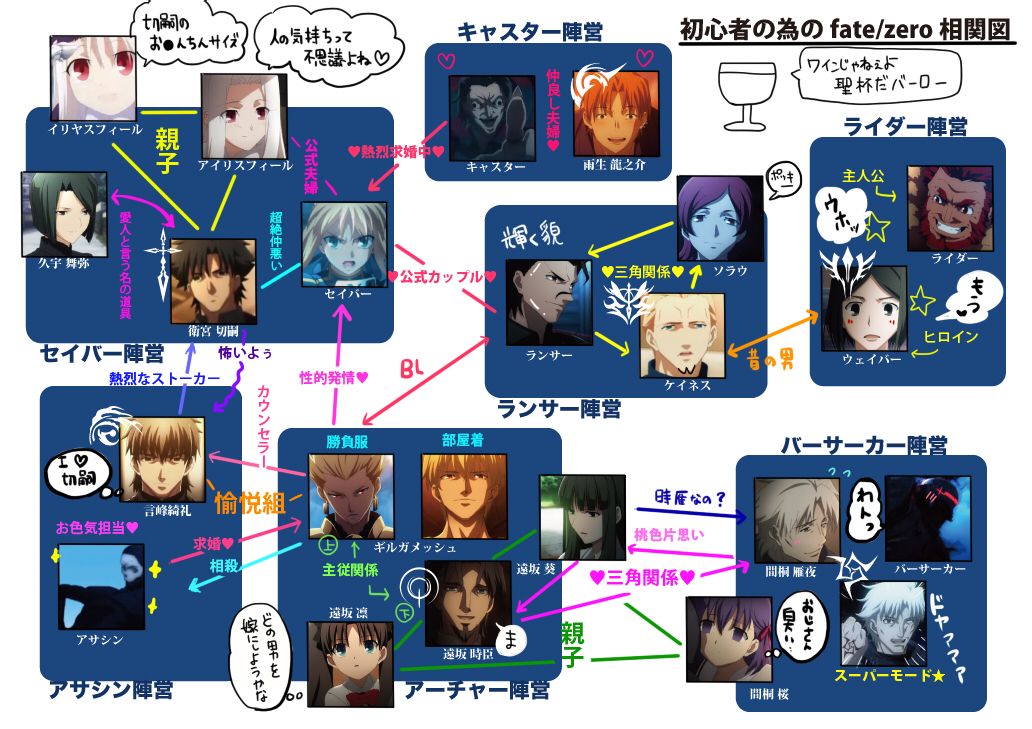 初心者の為の fate/zero 相関図
ワインじゃねぇよ
聖杯だバーロー
切嗣の
お●んちんサイズ
人の気持ちって
不思議よね♡
イリヤスフィール
アイリスフィール
親子
公式夫婦
久宇 舞弥
愛人と言う名の道具
超絶仲悪い
衛宮 切嗣
セイバー
セイバー陣営
キャスター陣営
キャスター
仲良し夫婦♥
雨生 龍之介
♥熱烈求婚中♥
♥公式カップル♥
輝く貌
ランサー
ソラウ
ポッキー
♥三角関係♥
ケイネス
ランサー陣営
昔の男
ライダー陣営
主人公
ウホッ
ライダー
もうっ
ヒロイン
ウェイバー
熱烈なストーカー
怖いよぅ
カウンセラー
性的発情♥
BL
I♡
切嗣
言峰綺礼
愉悦組
お色気担当♥
アサシン
アサシン陣営
求婚♥
相殺
勝負服
部屋着
ギルガメッシュ
上
主従関係
下
遠坂 時臣
ま
遠坂 凛
どの男を
嫁にしようかな
アーチャー陣営
遠坂 葵
時臣なの?
桃色片思い
♥三角関係♥
親子
バーサーカー陣営
??
間桐 雁夜
わんっ
バーサーカー
間桐 桜
おじさん
臭い、
ドヤァァァ
スーパーモード★